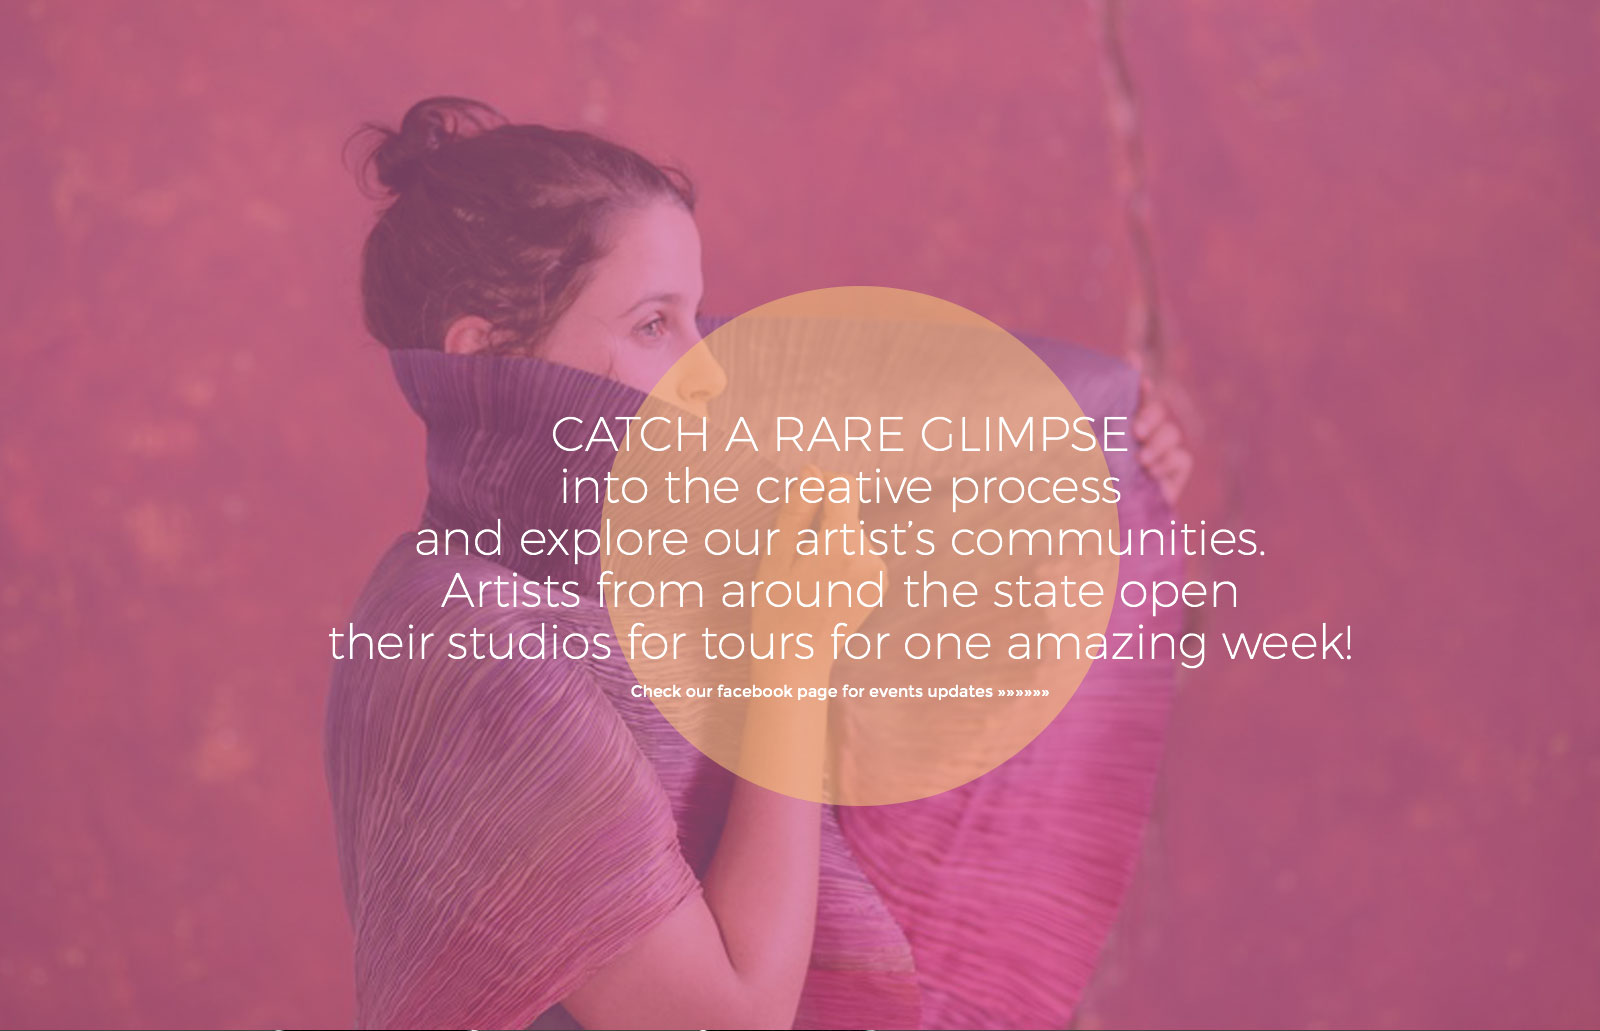 CATCH A RARE GLIMPSE
into the creative process
and explore our artist’s communities.
Artists from around the state open
their studios for tours for one amazing week!
Check our facebook page for events updates »»»»»»